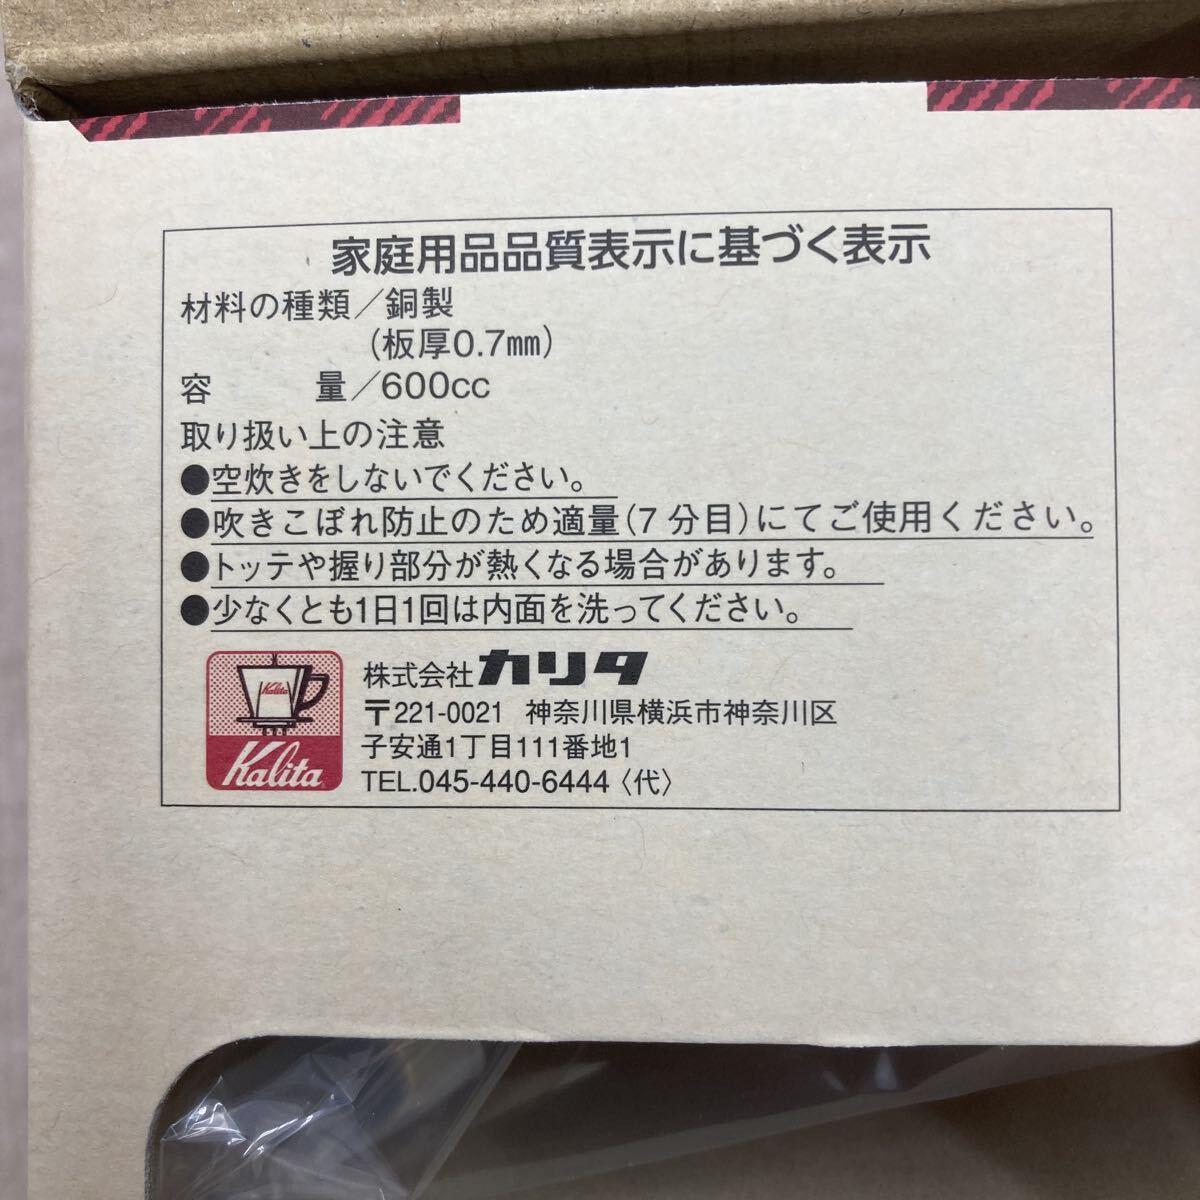 家庭用品品質表示に基づく表示
材料の種類／銅製
(板厚0.7㎜)
容　　　量／600cc
取り扱い上の注意
●空炊きをしないでください。
●吹きこぼれ防止のため適量(7分目)にてご使用ください。
●トッテや握り部分が熱くなる場合があります。
●少なくとも1日1回は内面を洗ってください。
Kalita
Kalita
株式会社カリタ
〒221-0021 神奈川県横浜市神奈川区
子安通1丁目111番地1
TEL.045-440-6444〈代〉